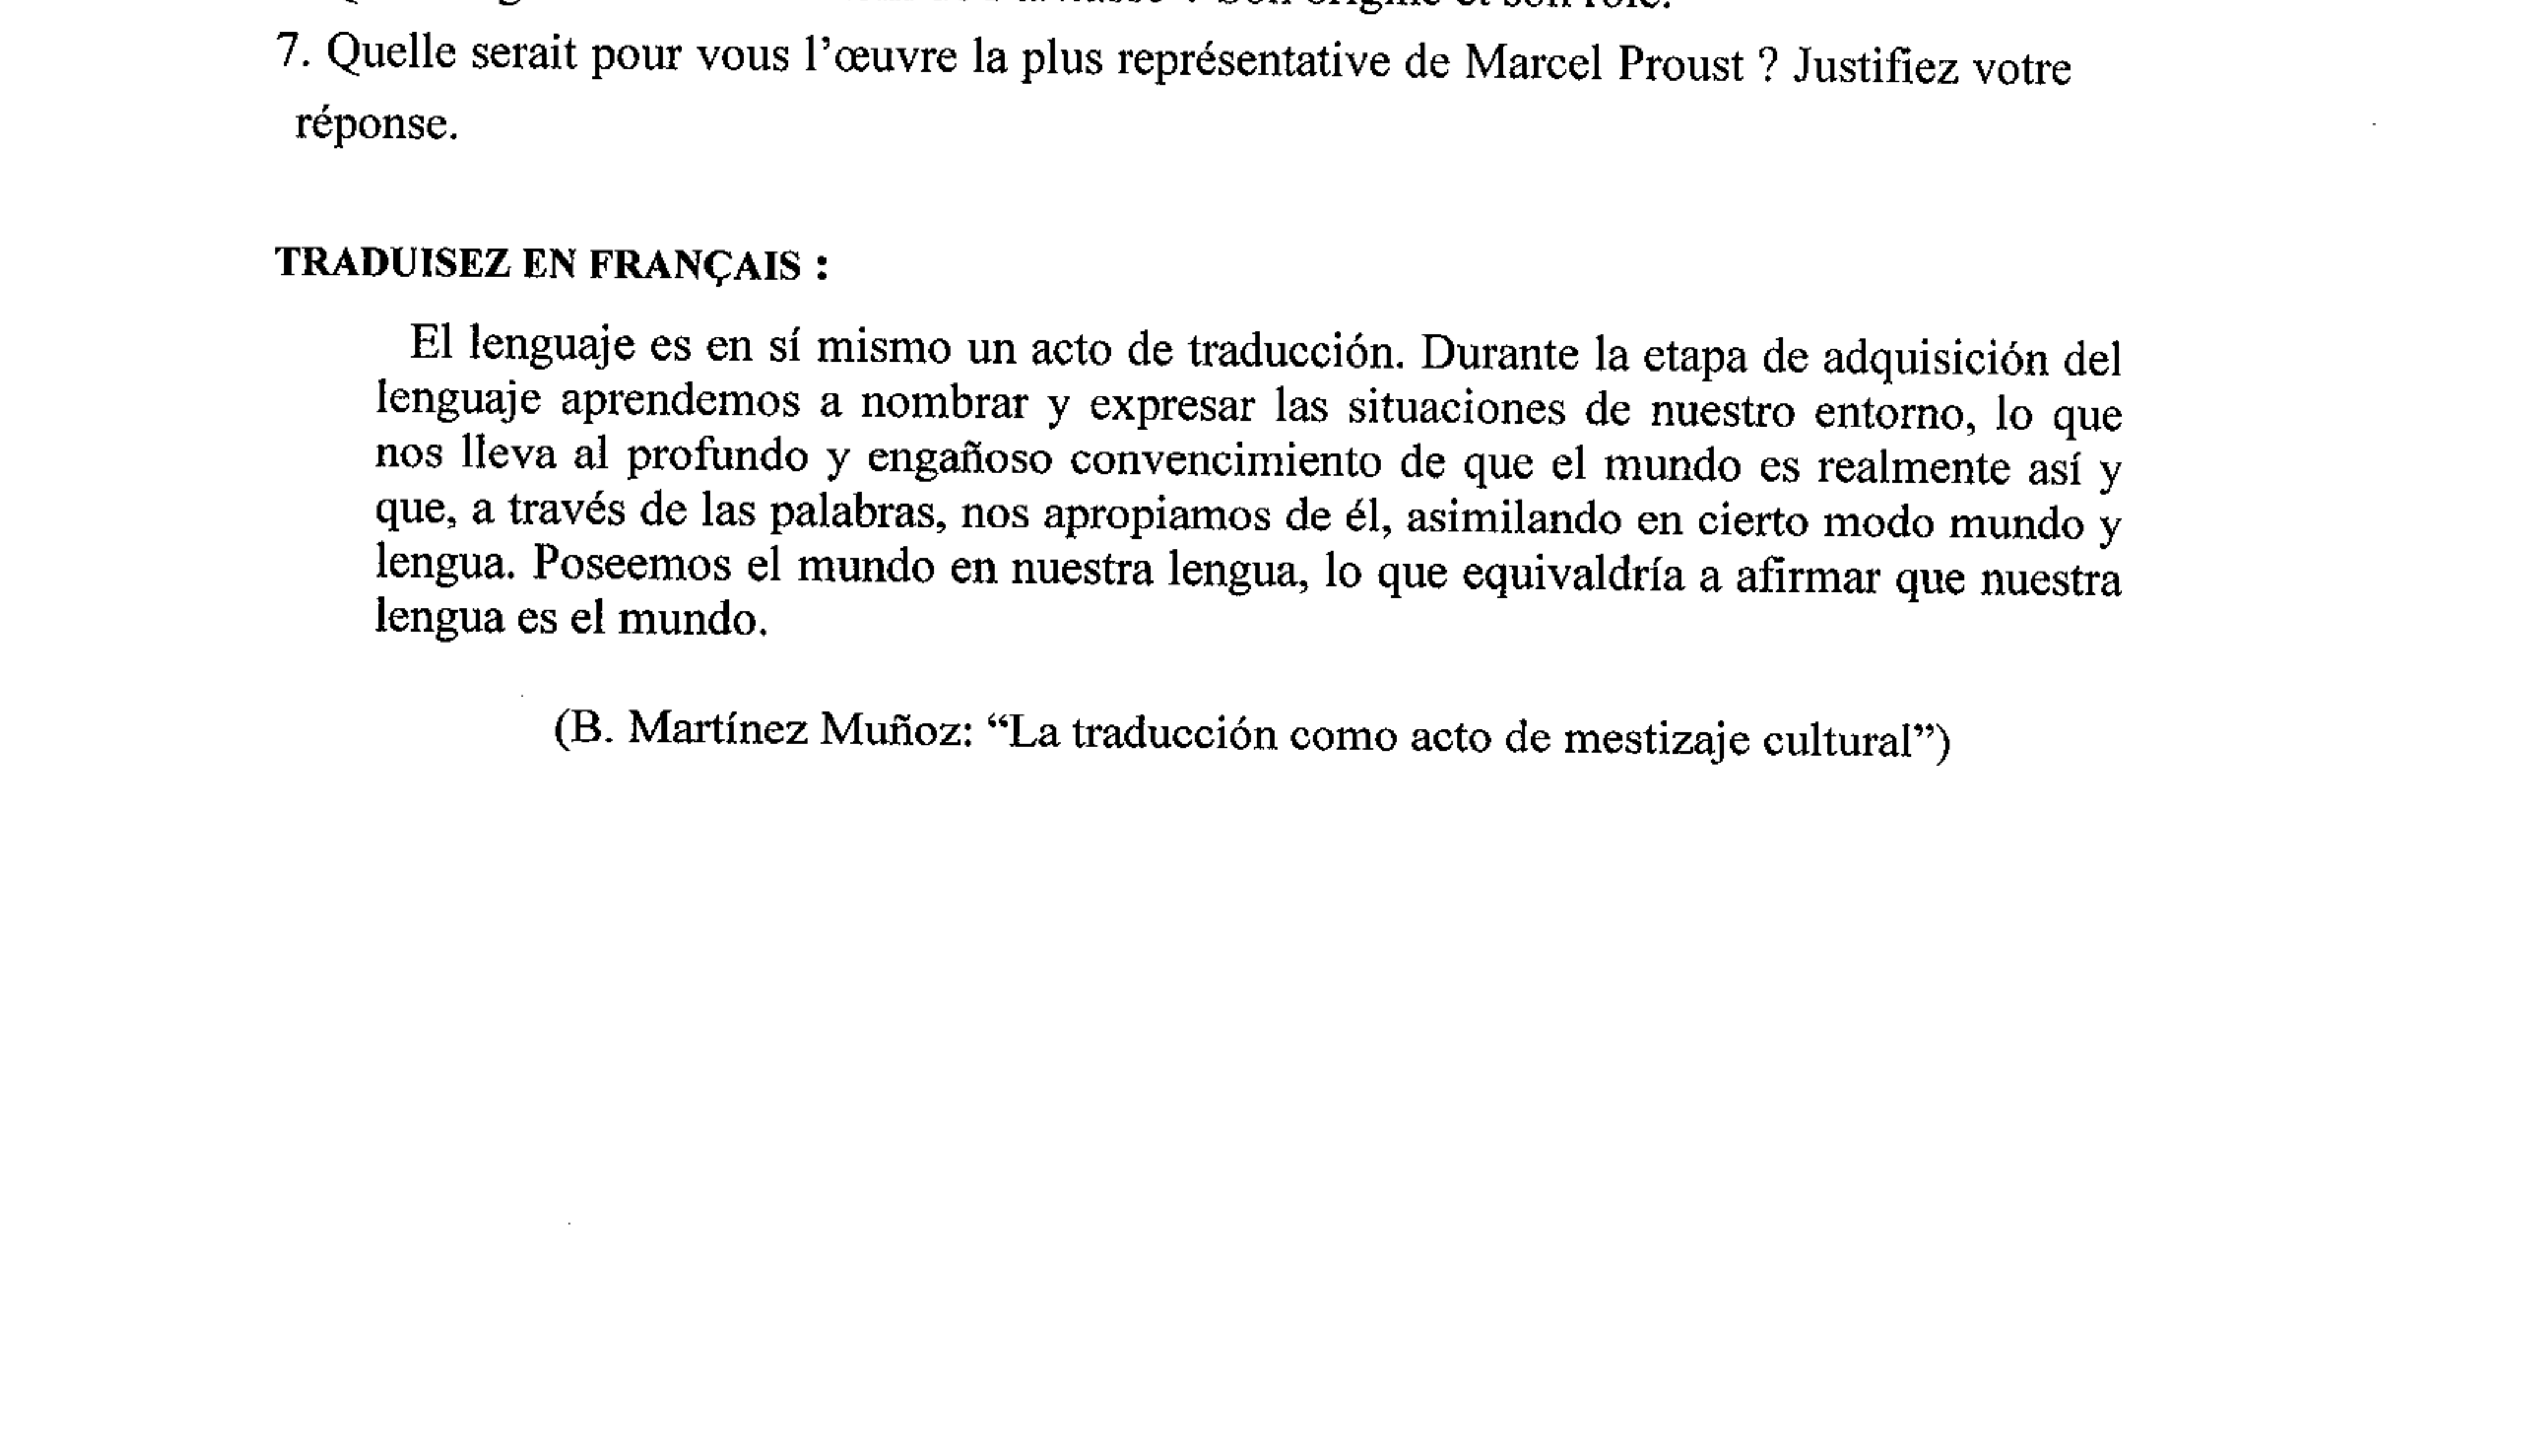 origine et son rôle.
7. Quelle serait pour vous l’œuvre la plus représentative de Marcel Proust ? Justifiez votre
réponse.
TRADUISEZ EN FRANÇAIS :
El lenguaje es en sí mismo un acto de traducción. Durante la etapa de adquisición del
lenguaje aprendemos a nombrar y expresar las situaciones de nuestro entorno, lo que
nos lleva al profundo y engañoso convencimiento de que el mundo es realmente así y
que, a través de las palabras, nos apropiamos de él, asimilando en cierto modo mundo y
lengua. Poseemos el mundo en nuestra lengua, lo que equivaldría a afirmar que nuestra
lengua es el mundo.
(B. Martínez Muñoz: “La traducción como acto de mestizaje cultural”)